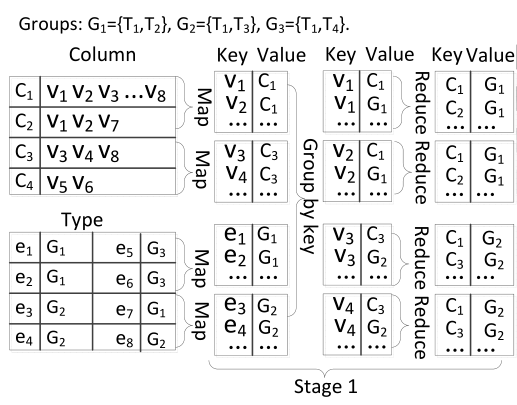 Groups: G₁={T₁,T₂}, G₂={T₁,T₃}, G₃={T₁,T₄}.
Column
C₁ v₁ v₂ v₃ ...v₈
C₂ v₁ v₂ v₇
C₃ v₃ v₄ v₈
C₄ v₅ v₆
Type
e₁ G₁ e₅ G₃
e₂ G₁ e₆ G₃
e₃ G₂ e₇ G₁
e₄ G₂ e₈ G₂
Map
Map
Map
Map
Key Value
v₁ C₁
v₂ C₁
... ...
v₃ C₃
v₄ C₃
... ...
e₁ G₁
e₂ G₁
... ...
e₃ G₂
e₄ G₂
... ...
Group by key
Key Value
v₁ C₁
v₁ G₁
... ...
v₂ C₁
v₂ G₁
... ...
v₃ C₃
v₃ G₂
... ...
v₄ C₃
v₄ G₂
... ...
Reduce
Reduce
Reduce
Reduce
Key Value
C₁ G₁
C₂ G₁
... ...
C₁ G₁
C₂ G₁
... ...
C₁ G₂
C₃ G₂
... ...
C₁ G₂
C₃ G₂
... ...
Stage 1